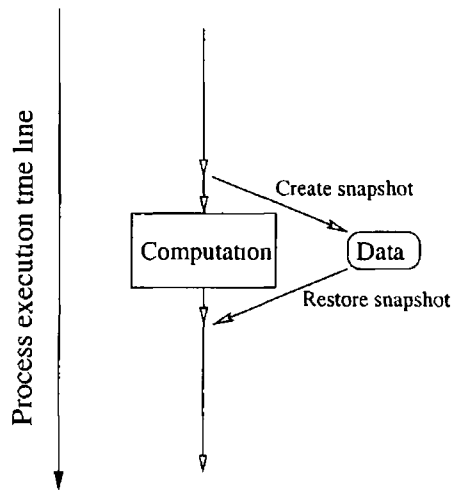 Process execution time line
Create snapshot
Computation
Data
Restore snapshot